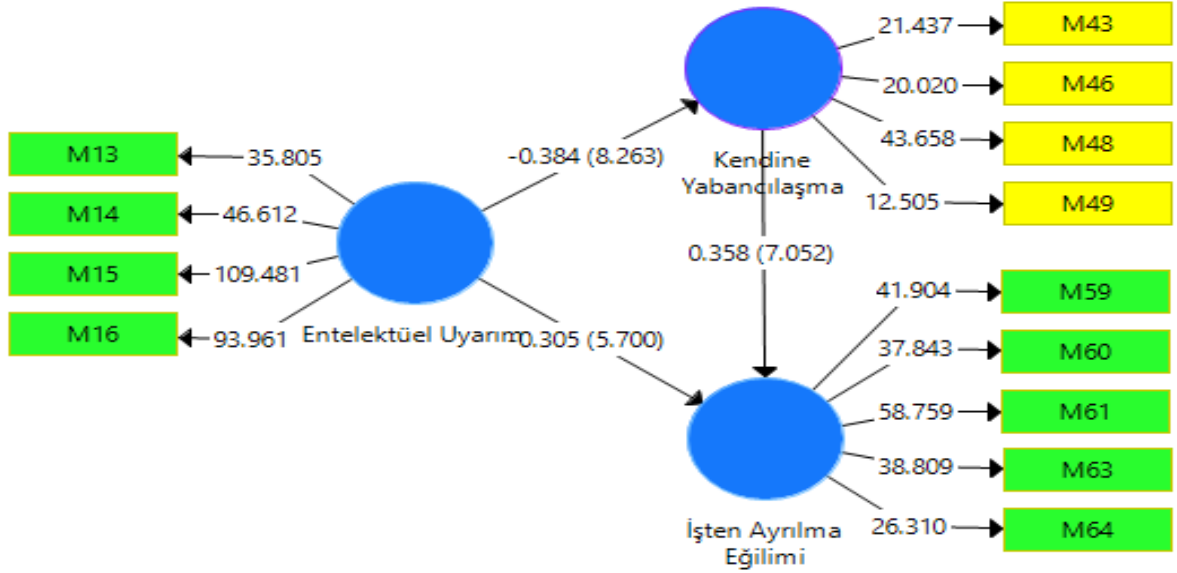 M13
35.805
M14
46.612
M15
109.481
M16
93.961
Entelektüel Uyarım
-0.384 (8.263)
-0.305 (5.700)
Kendine
Yabancılaşma
0.358 (7.052)
21.437
M43
20.020
M46
43.658
M48
12.505
M49
İşten Ayrılma
Eğilimi
41.904
M59
37.843
M60
58.759
M61
38.809
M63
26.310
M64